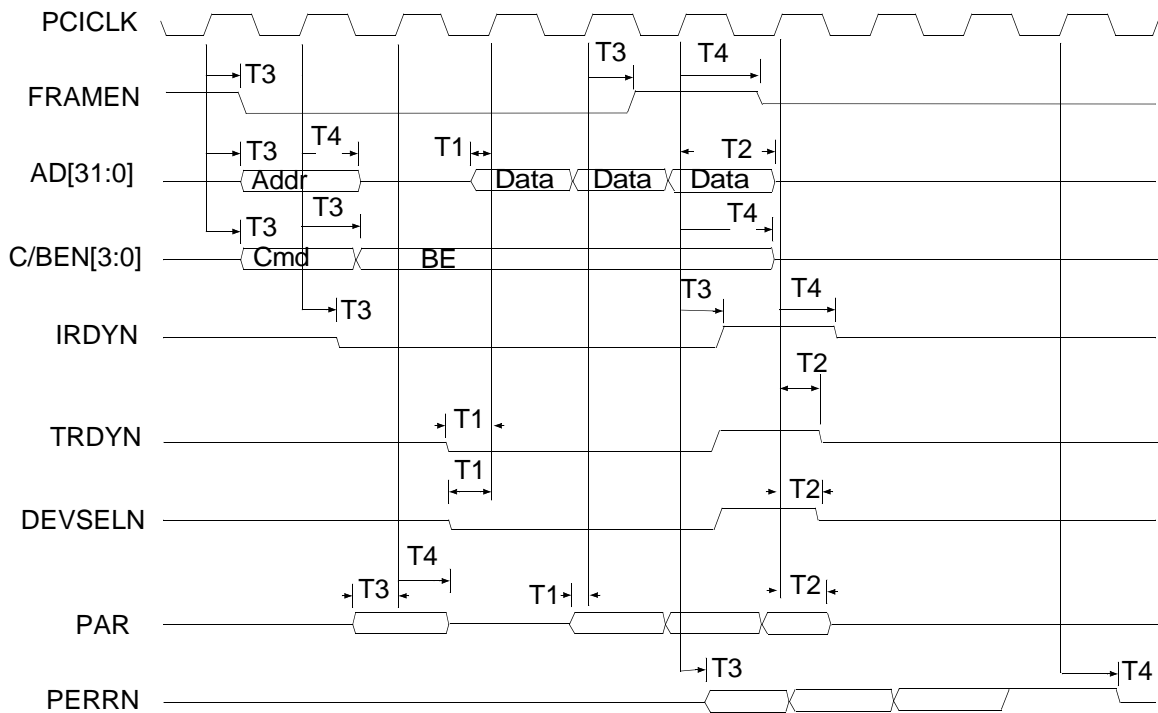 PCICLK
T3 T4
T3
FRAMEN
T3 T4 T1 T2
AD[31:0] Addr Data Data Data
T3
T3 T4
C/BEN[3:0] Cmd BE
T3 T3 T4
IRDYN
T2
T1
TRDYN
T1
T2
DEVSELN
T4
T3 T1 T2
PAR
T3 T4
PERRN